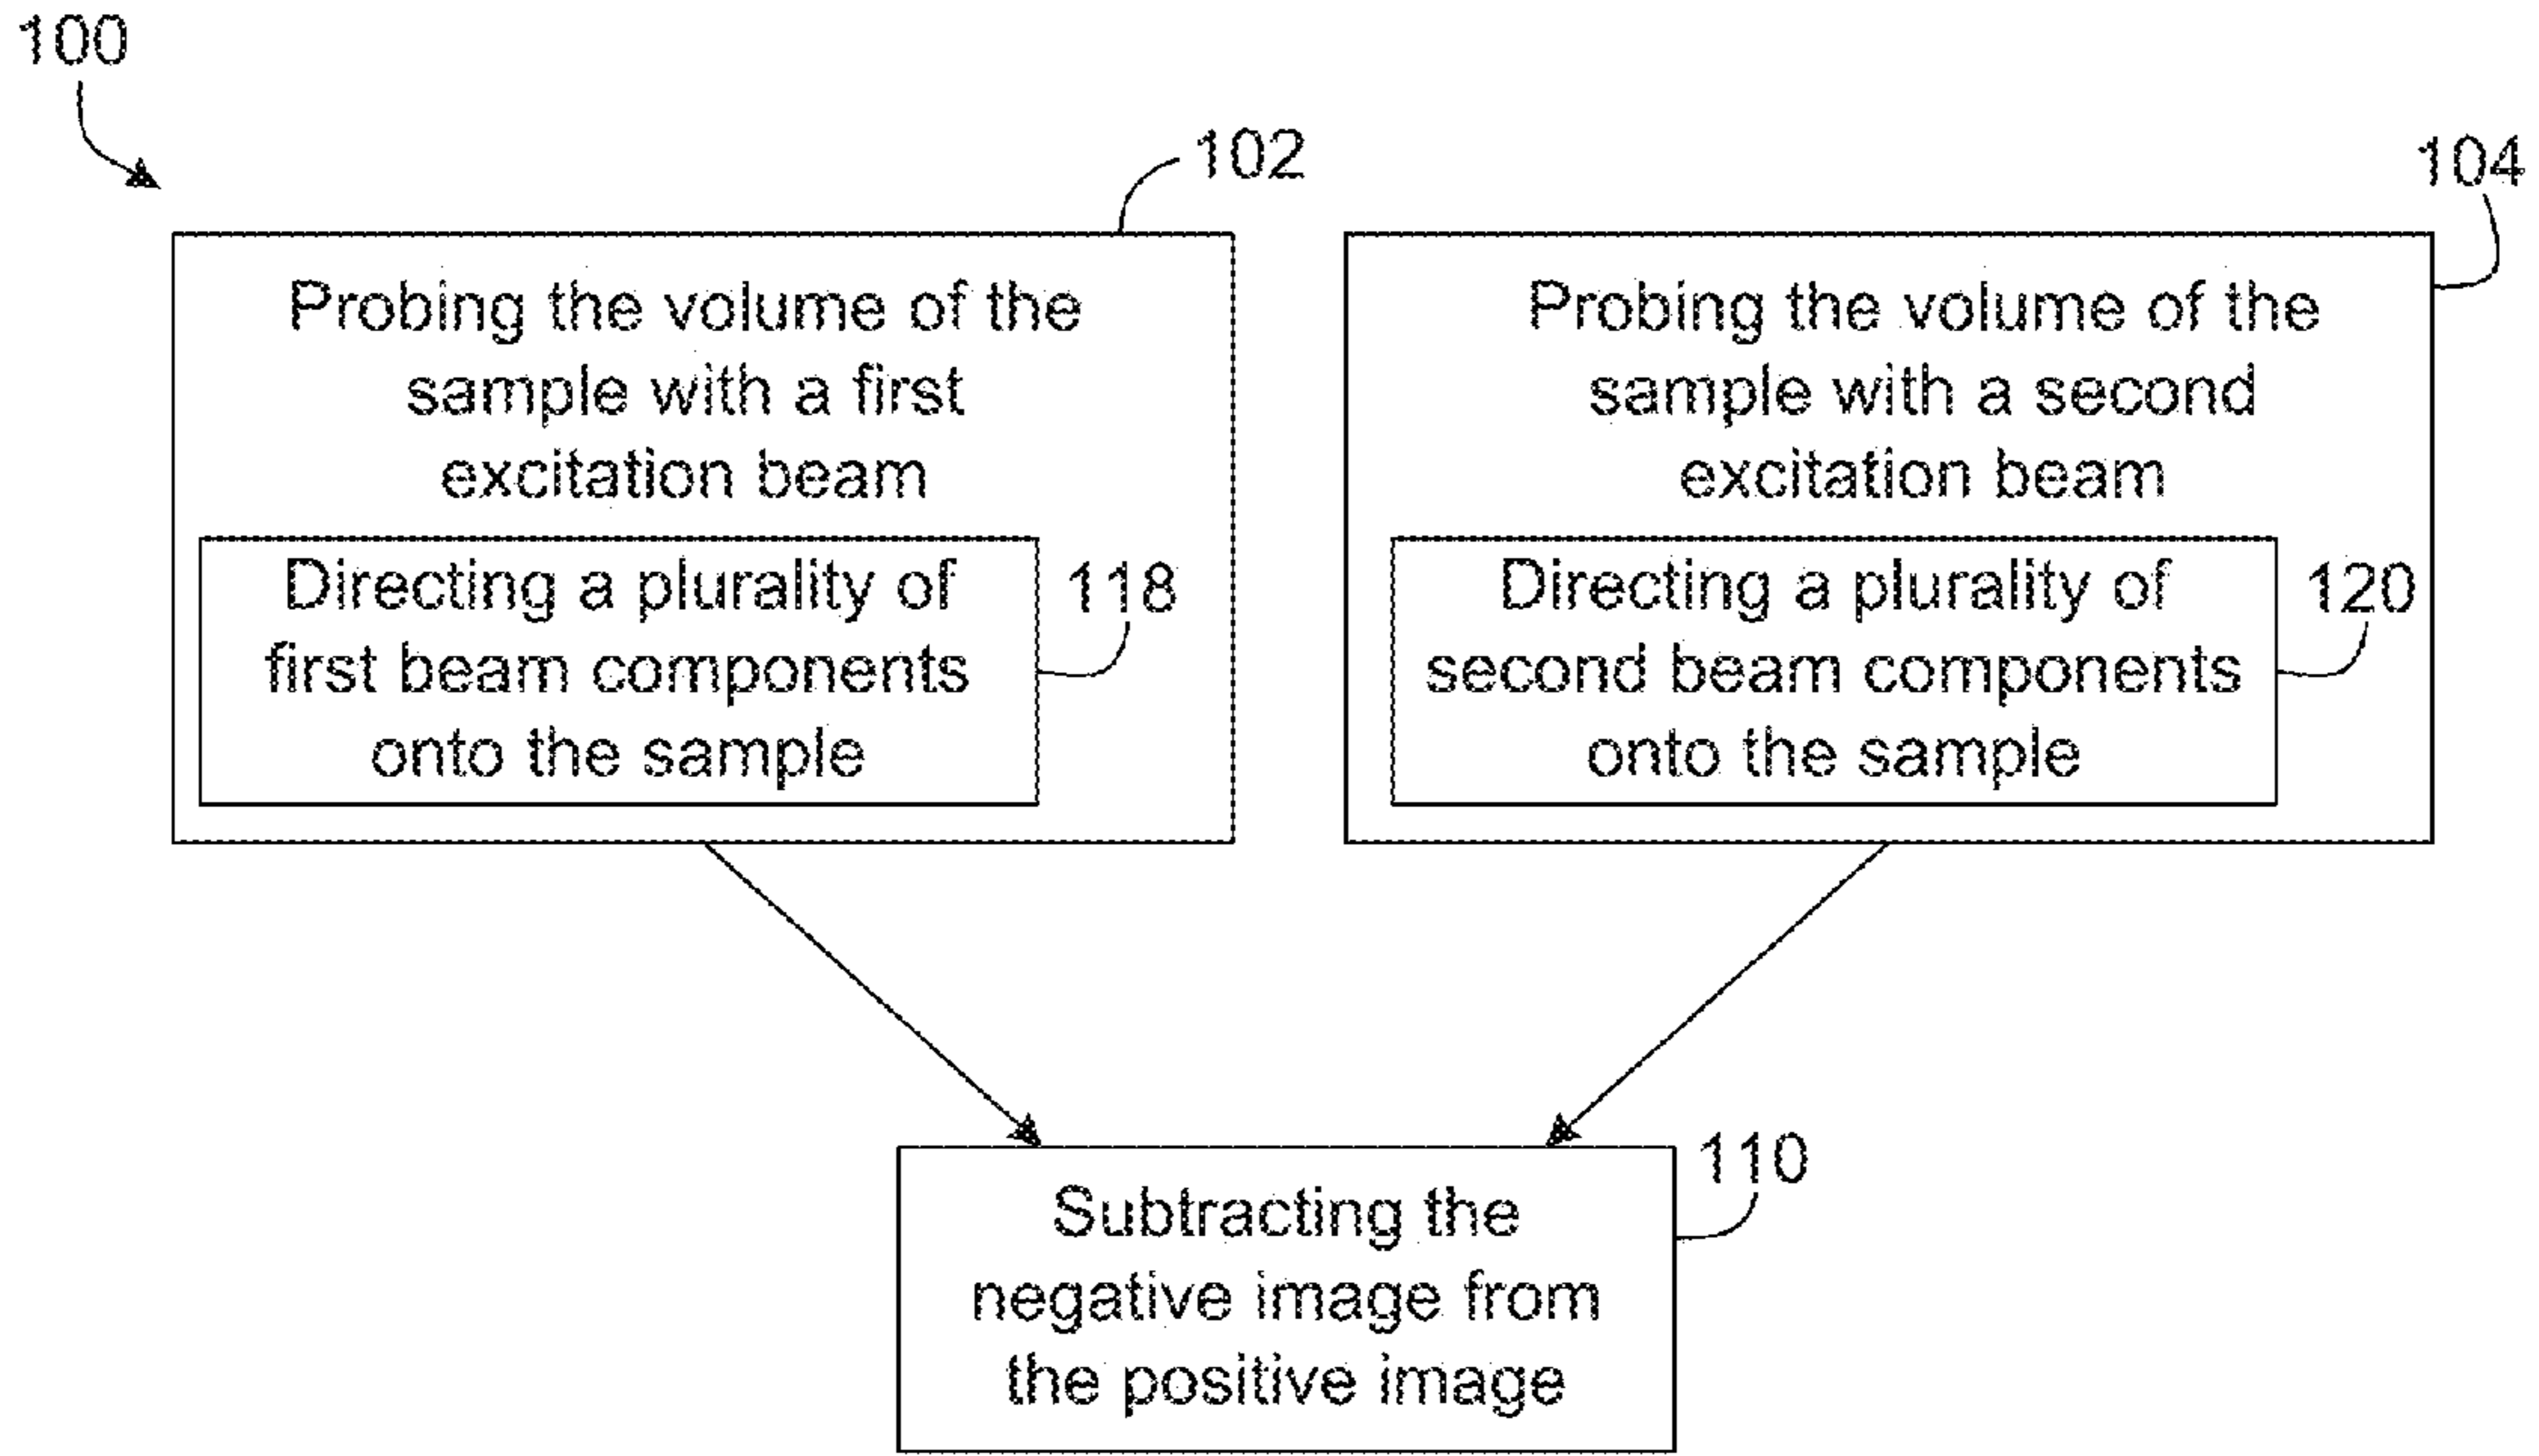 100
102
104
Probing the volume of the
sample with a first
excitation beam
Directing a plurality of
first beam components
onto the sample
118
Probing the volume of the
sample with a second
excitation beam
Directing a plurality of
second beam components
onto the sample
120
110
Subtracting the
negative image from
the positive image